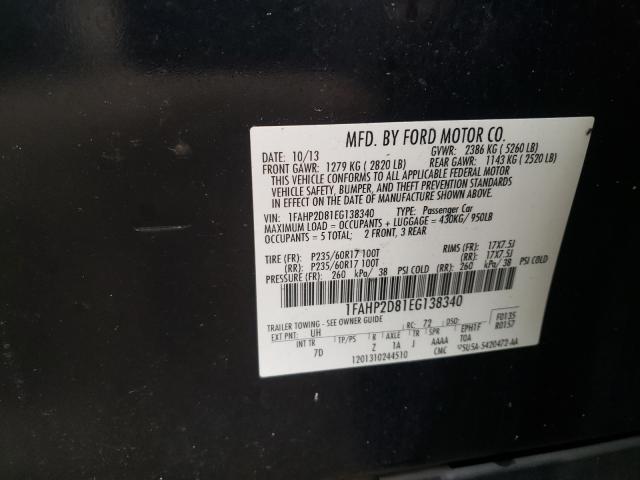 MFD. BY FORD MOTOR CO.
DATE: 10/13 GVWR: 2386 KG ( 5260 LB)
FRONT GAWR: 1279 KG ( 2820 LB) REAR GAWR: 1143 KG ( 2520 LB)
THIS VEHICLE CONFORMS TO ALL APPLICABLE FEDERAL MOTOR
VEHICLE SAFETY, BUMPER, AND THEFT PREVENTION STANDARDS
IN EFFECT ON THE DATE OF MANUFACTURE SHOWN ABOVE.
VIN: 1FAHP2D81EG138340 TYPE: Passenger Car
MAXIMUM LOAD = OCCUPANTS + LUGGAGE = 430KG/ 950LB
OCCUPANTS = 5 TOTAL; 2 FRONT, 3 REAR
TIRE (FR): P235/60R17 100T RIMS (FR): 17X7.5J
(RR): P235/60R17 100T (RR): 17X7.5J
PRESSURE (FR): 260 kPa/ 38 PSI COLD (RR): 260 kPa/ 38 PSI COLD
1FAHP2D81EG138340
TRAILER TOWING - SEE OWNER GUIDE
EXT PNT: UH RC: 72 DSO: F0135
R0157
INT TR TP/PS R AXLE TR SPR EPH1F
7D Z 1A J AAAA T0A
1201310244510 CMC
5U5A-5420472-AA